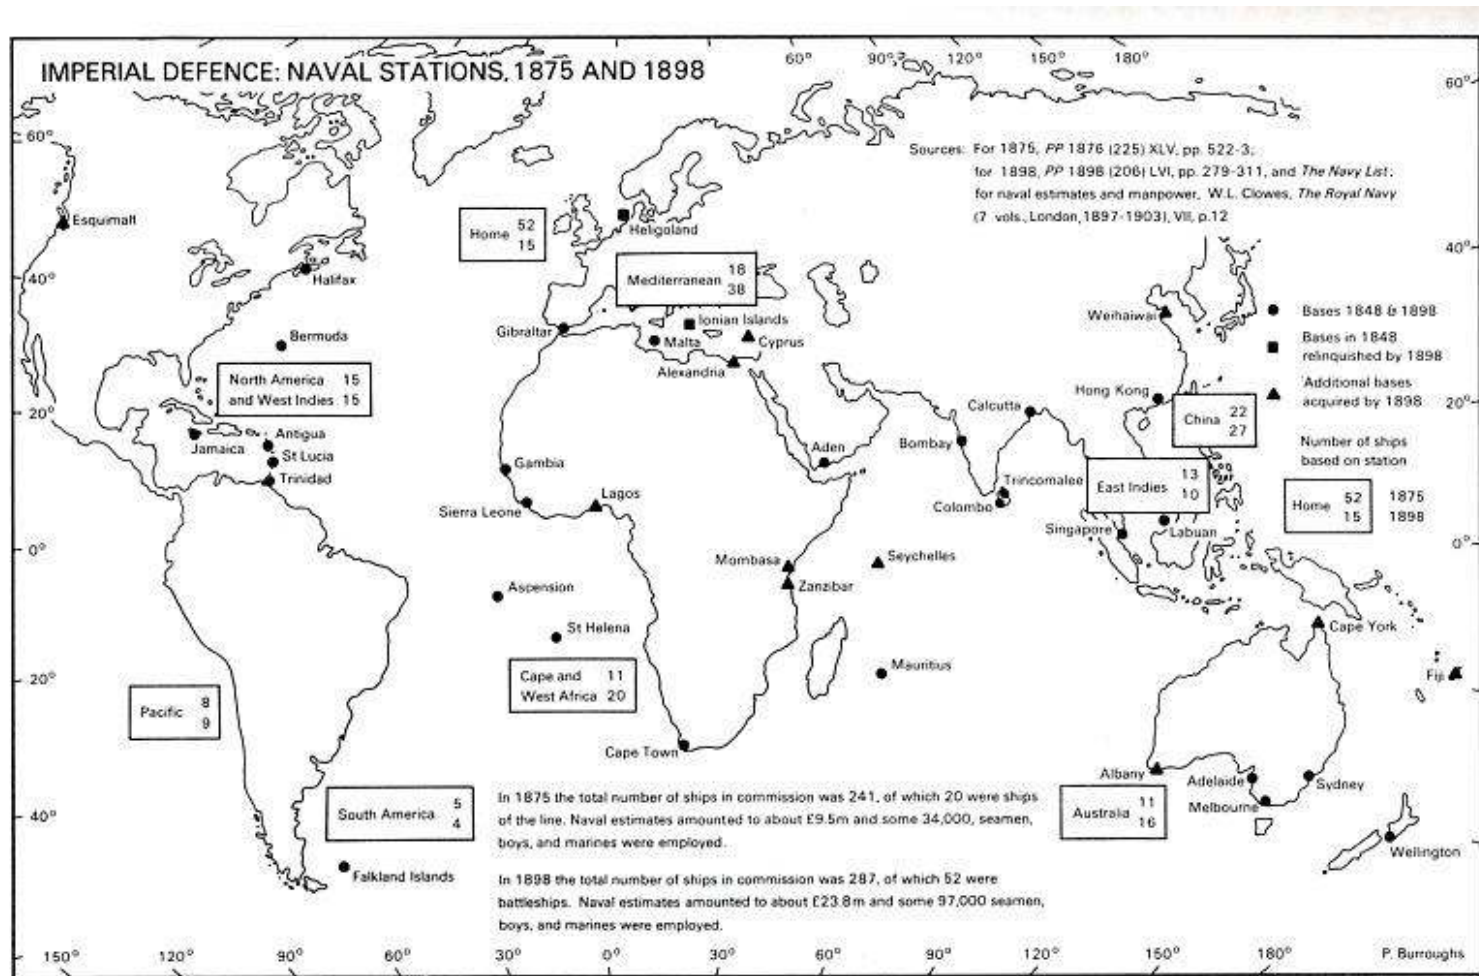 IMPERIAL DEFENCE: NAVAL STATIONS, 1875 AND 1898
60° 90° 120° 150° 180°
60°
60°
Sources: For 1875, PP 1876 (225) XLV, pp. 522-3;
for 1898, PP 1898 (206) LVI, pp. 279-311, and The Navy List;
for naval estimates and manpower, W.L. Clowes, The Royal Navy
(7 vols., London, 1897-1903), VII, p.12
Esquimalt
Home 52
15
Heligoland
40°
40°
Halifax
Mediterranean 18
38
Bermuda
Gibraltar
Ionian Islands
Malta
Cyprus
Alexandria
Weihaiwai
Bases 1848 & 1898
Bases in 1848
relinquished by 1898
Additional bases
acquired by 1898
North America 15
and West Indies 15
Hong Kong
20°
20°
Calcutta
China 22
27
Jamaica
Antigua
St Lucia
Trinidad
Gambia
Sierra Leone
Lagos
Aden
Bombay
Trincomalee
Colombo
East Indies 13
10
Singapore
Labuan
Number of ships
based on station
Home 52 1875
15 1898
0°
0°
Mombasa
Zanzibar
Seychelles
Aspension
St Helena
Cape York
Cape and 11
West Africa 20
Mauritius
Fiji
20°
Pacific 8
9
Cape Town
Albany
Adelaide
Melbourne
Sydney
South America 5
4
Australia 11
16
40°
Wellington
Falkland Islands
In 1875 the total number of ships in commission was 241, of which 20 were ships
of the line. Naval estimates amounted to about £9.5m and some 34,000, seamen,
boys, and marines were employed.
In 1898 the total number of ships in commission was 287, of which 52 were
battleships. Naval estimates amounted to about £23.8m and some 97,000 seamen,
boys, and marines were employed.
150° 120° 90° 60° 30° 0° 30° 60° 90° 120° 150° 180°
P. Burroughs